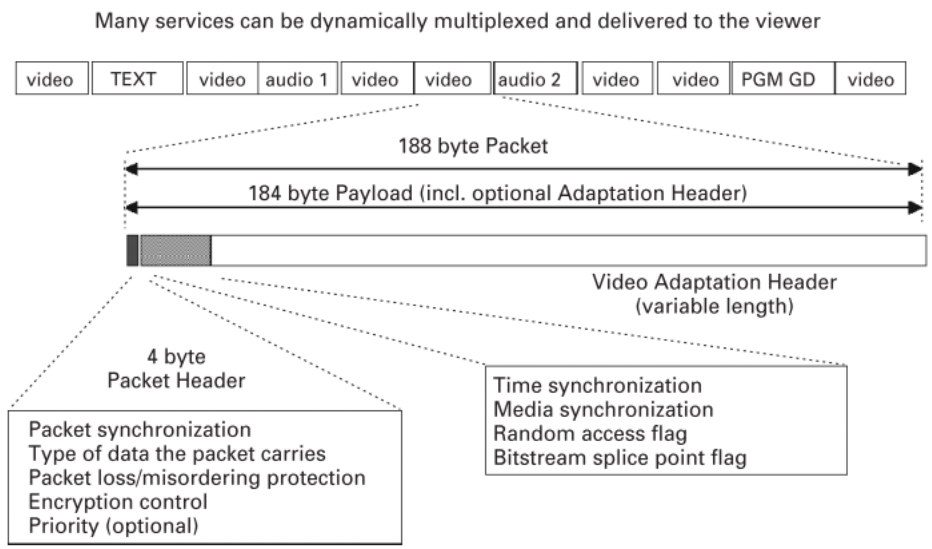 Many services can be dynamically multiplexed and delivered to the viewer
video TEXT video audio 1 video video audio 2 video video PGM GD video
188 byte Packet
184 byte Payload (incl. optional Adaptation Header)
Video Adaptation Header
(variable length)
4 byte
Packet Header
Packet synchronization
Type of data the packet carries
Packet loss/misordering protection
Encryption control
Priority (optional)
Time synchronization
Media synchronization
Random access flag
Bitstream splice point flag